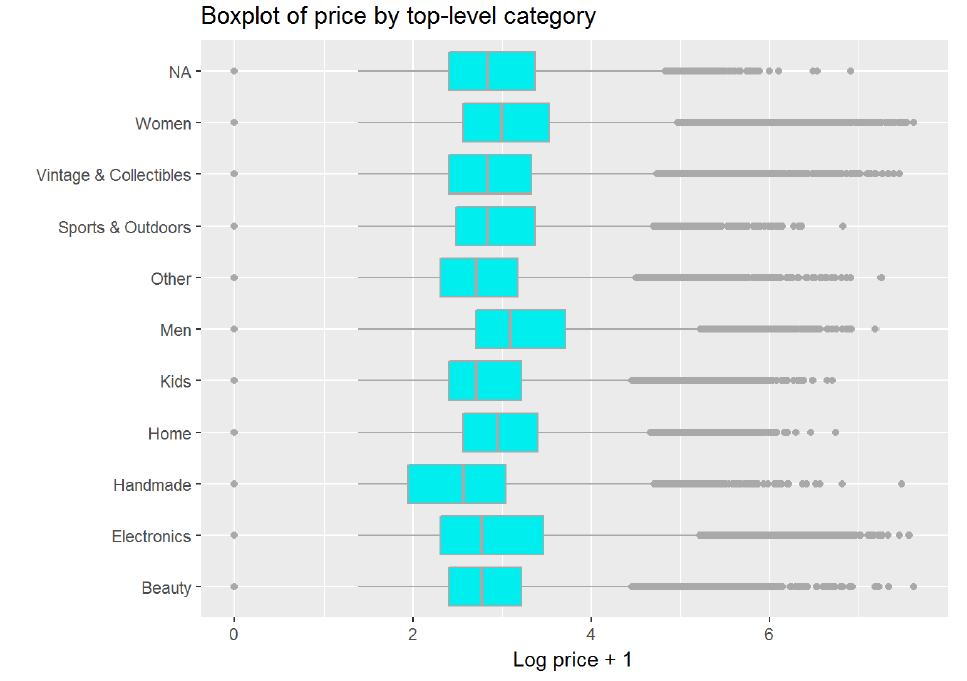 Boxplot of price by top-level category
NA
Women
Vintage & Collectibles
Sports & Outdoors
Other
Men
Kids
Home
Handmade
Electronics
Beauty
0 2 4 6
Log price + 1